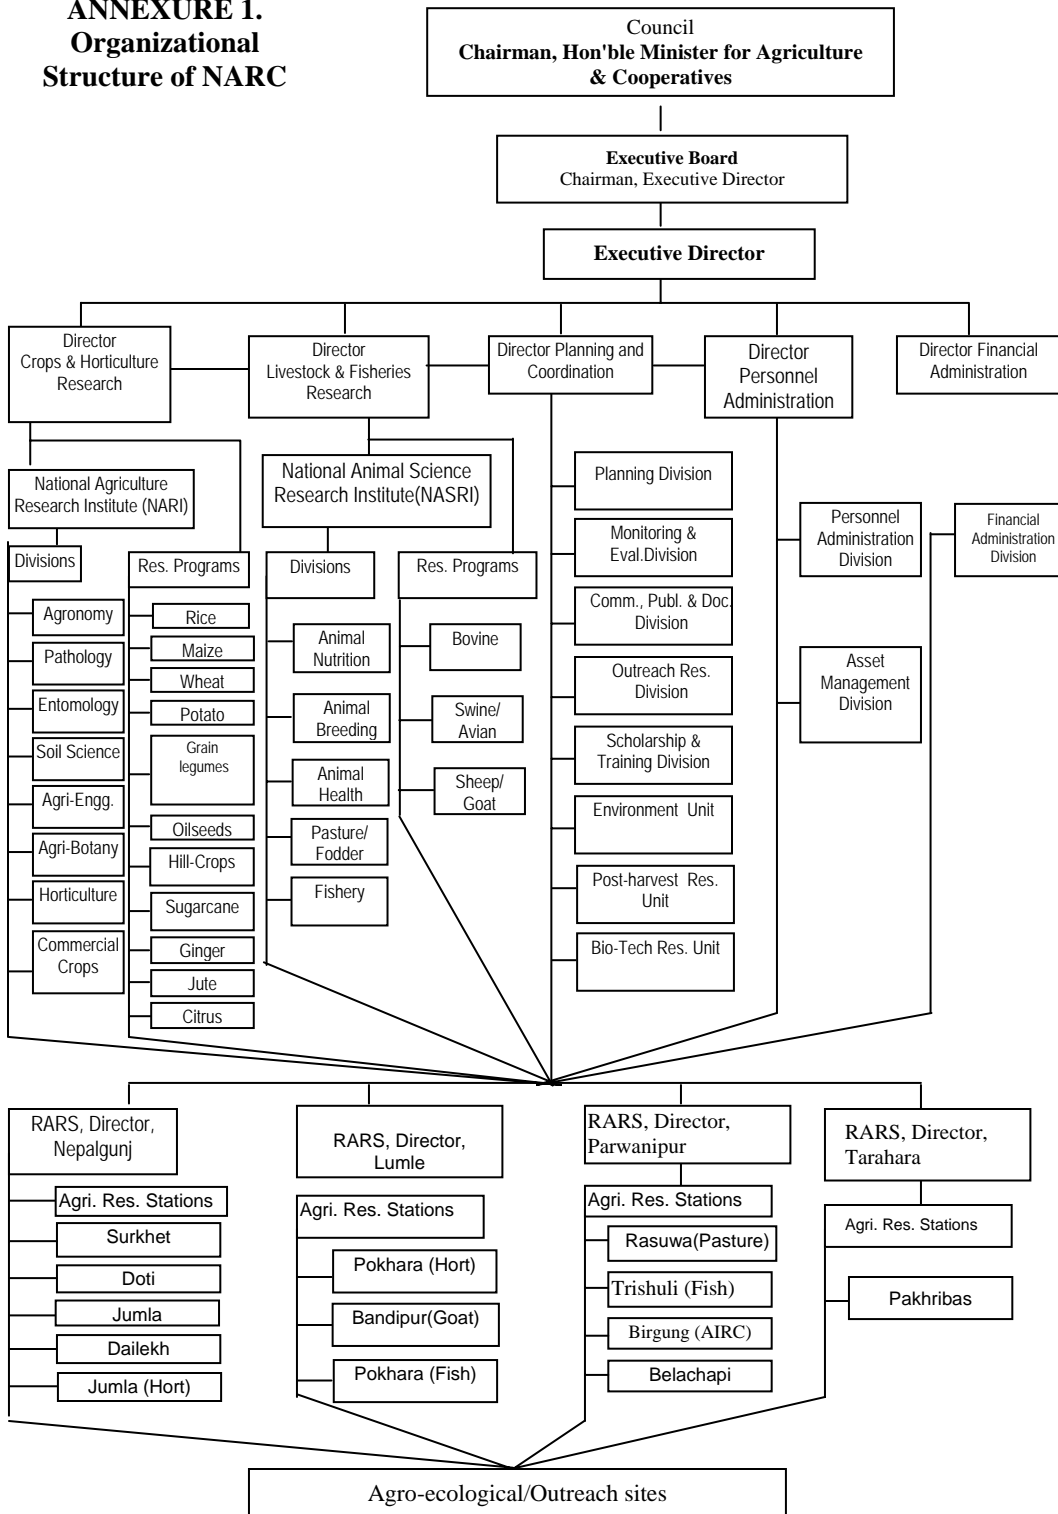 ANNEXURE 1.
Organizational
Structure of NARC
Council
Chairman, Hon'ble Minister for Agriculture
& Cooperatives
Executive Board
Chairman, Executive Director
Executive Director
Director
Crops & Horticulture
Research
Director
Livestock & Fisheries
Research
Director Planning and
Coordination
Director
Personnel
Administration
Director Financial
Administration
National Agriculture
Research Institute (NARI)
National Animal Science
Research Institute(NASRI)
Divisions
Agronomy
Pathology
Entomology
Soil Science
Agri-Engg.
Agri-Botany
Horticulture
Commercial
Crops
Res. Programs
Rice
Maize
Wheat
Potato
Grain
legumes
Oilseeds
Hill-Crops
Sugarcane
Ginger
Jute
Citrus
Divisions
Animal
Nutrition
Animal
Breeding
Animal
Health
Pasture/
Fodder
Fishery
Res. Programs
Bovine
Swine/
Avian
Sheep/
Goat
Planning Division
Monitoring &
Eval.Division
Comm., Publ. & Doc.
Division
Outreach Res.
Division
Scholarship &
Training Division
Environment Unit
Post-harvest Res.
Unit
Bio-Tech Res. Unit
Personnel
Administration
Division
Asset
Management
Division
Financial
Administration
Division
RARS, Director,
Nepalgunj
Agri. Res. Stations
Surkhet
Doti
Jumla
Dailekh
Jumla (Hort)
RARS, Director,
Lumle
Agri. Res. Stations
Pokhara (Hort)
Bandipur(Goat)
Pokhara (Fish)
RARS, Director,
Parwanipur
Agri. Res. Stations
Rasuwa(Pasture)
Trishuli (Fish)
Birgung (AIRC)
Belachapi
RARS, Director,
Tarahara
Agri. Res. Stations
Pakhribas
Agro-ecological/Outreach sites